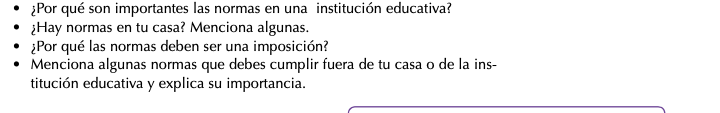 • ¿Por qué son importantes las normas en una institución educativa?
• ¿Hay normas en tu casa? Menciona algunas.
• ¿Por qué las normas deben ser una imposición?
• Menciona algunas normas que debes cumplir fuera de tu casa o de la ins-
titución educativa y explica su importancia.